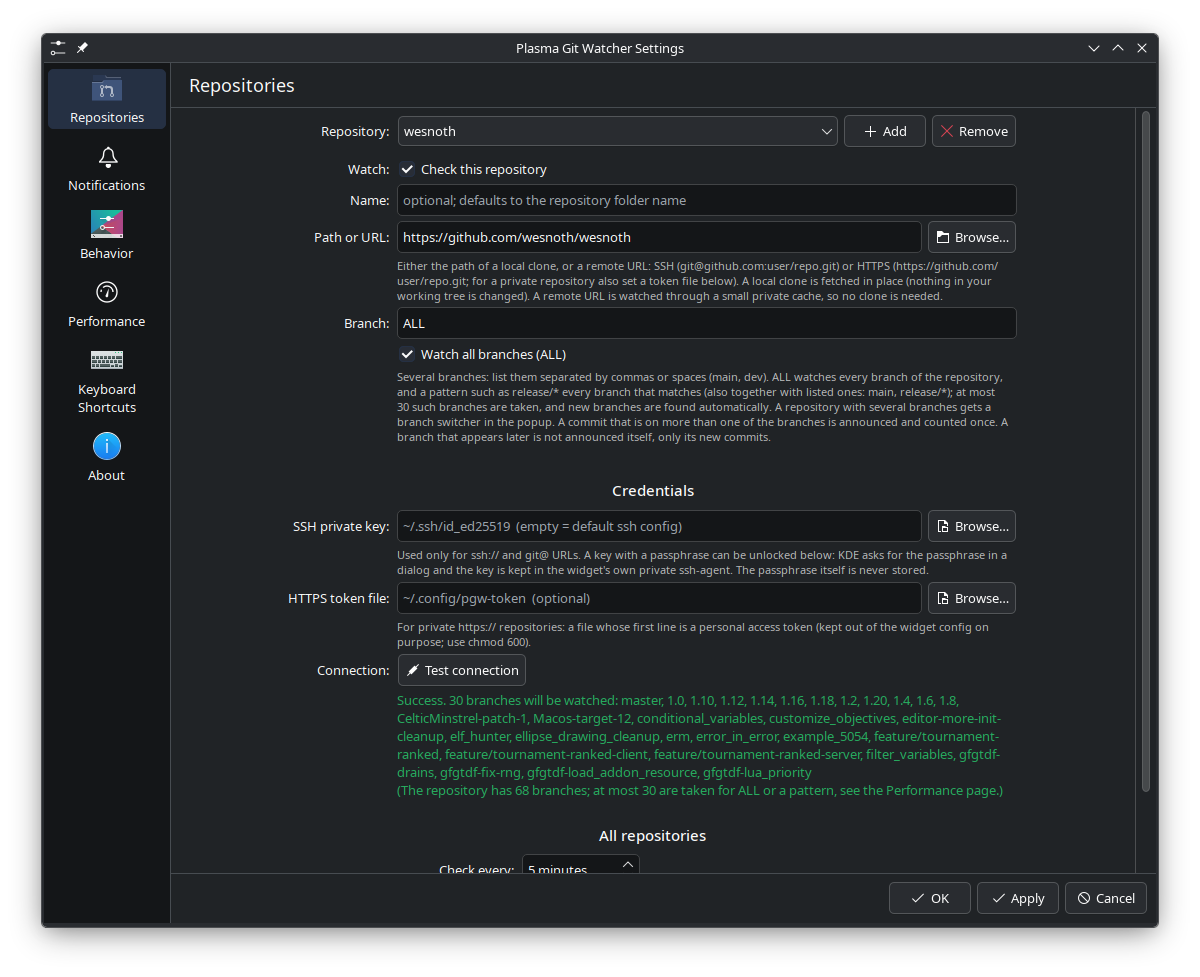 Plasma Git Watcher Settings
Repositories
Notifications
Behavior
Performance
Keyboard
Shortcuts
About
Repositories
Repository: wesnoth Add Remove
Watch: Check this repository
Name: optional; defaults to the repository folder name
Path or URL: https://github.com/wesnoth/wesnoth Browse...
Either the path of a local clone, or a remote URL: SSH (git@github.com:user/repo.git) or HTTPS (https://github.com/
user/repo.git; for a private repository also set a token file below). A local clone is fetched in place (nothing in your
working tree is changed). A remote URL is watched through a small private cache, so no clone is needed.
Branch: ALL
Watch all branches (ALL)
Several branches: list them separated by commas or spaces (main, dev). ALL watches every branch of the repository,
and a pattern such as release/* every branch that matches (also together with listed ones: main, release/*); at most
30 such branches are taken, and new branches are found automatically. A repository with several branches gets a
branch switcher in the popup. A commit that is on more than one of the branches is announced and counted once. A
branch that appears later is not announced itself, only its new commits.
Credentials
SSH private key: ~/.ssh/id_ed25519 (empty = default ssh config) Browse...
Used only for ssh:// and git@ URLs. A key with a passphrase can be unlocked below: KDE asks for the passphrase in a
dialog and the key is kept in the widget's own private ssh-agent. The passphrase itself is never stored.
HTTPS token file: ~/.config/pgw-token (optional) Browse...
For private https:// repositories: a file whose first line is a personal access token (kept out of the widget config on
purpose; use chmod 600).
Connection: Test connection
Success. 30 branches will be watched: master, 1.0, 1.10, 1.12, 1.14, 1.16, 1.18, 1.2, 1.20, 1.4, 1.6, 1.8,
CelticMinstrel-patch-1, Macos-target-12, conditional_variables, customize_objectives, editor-more-init-
cleanup, elf_hunter, ellipse_drawing_cleanup, erm, error_in_error, example_5054, feature/tournament-
ranked, feature/tournament-ranked-client, feature/tournament-ranked-server, filter_variables, gfgtdf-
drains, gfgtdf-fix-rng, gfgtdf-load_addon_resource, gfgtdf-lua_priority
(The repository has 68 branches; at most 30 are taken for ALL or a pattern, see the Performance page.)
All repositories
Check every: 5 minutes
OK Apply Cancel